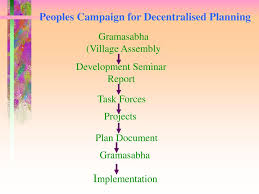 Peoples Campaign for Decentralised Planning
Gramasabha
(Village Assembly
Development Seminar
Report
Task Forces
Projects
Plan Document
Gramasabha
Implementation